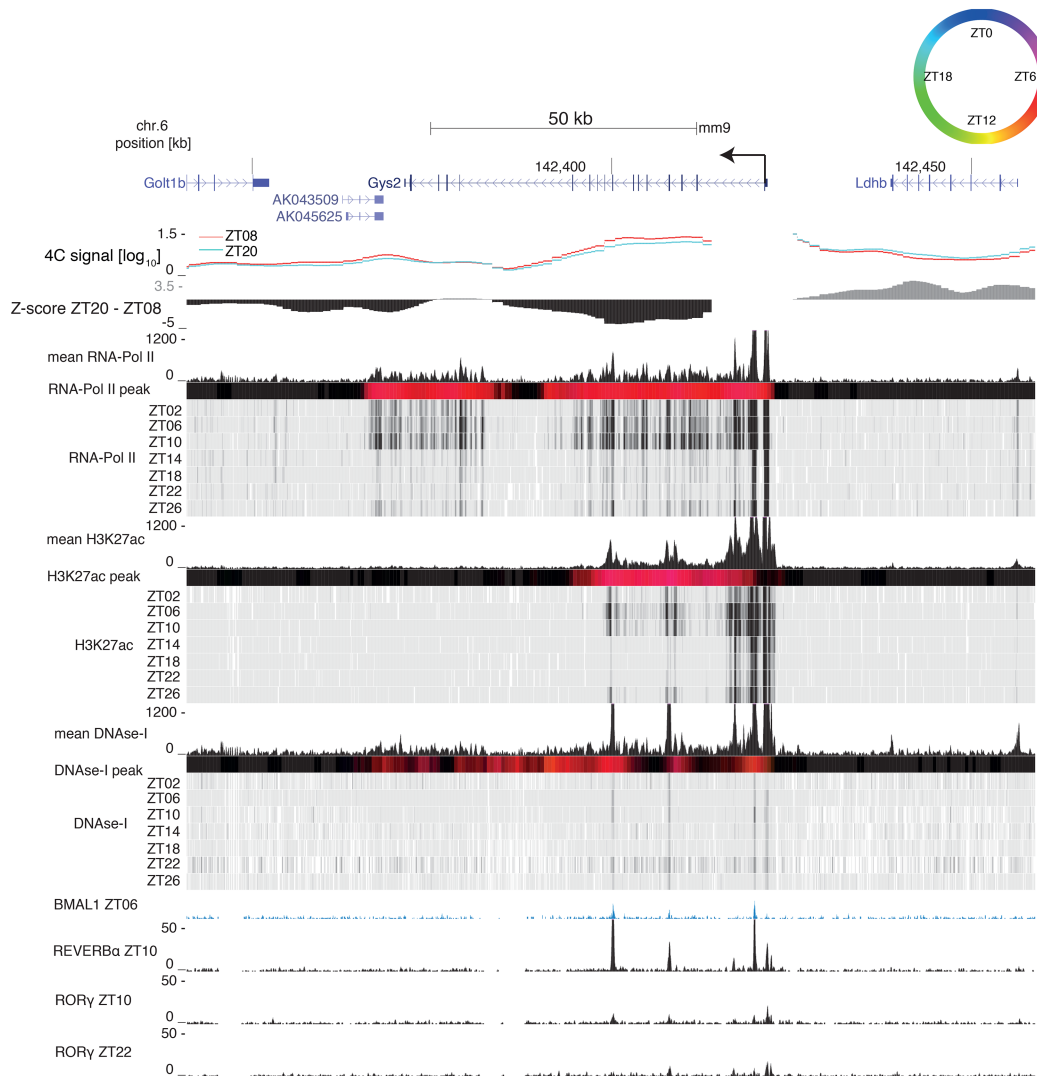 ZT0
ZT18
ZT6
ZT12
50 kb
mm9
chr.6
position [kb]
142,400
142,450
Golt1b
Gys2
Ldhb
AK043509
AK045625
1.5 -
ZT08
ZT20
4C signal [log10]
0 _
3.5 -
Z-score ZT20 - ZT08
-5 _
1200 -
mean RNA-Pol II
0 _
RNA-Pol II peak
ZT02
ZT06
ZT10
RNA-Pol II
ZT14
ZT18
ZT22
ZT26
1200 -
mean H3K27ac
0 _
H3K27ac peak
ZT02
ZT06
ZT10
H3K27ac
ZT14
ZT18
ZT22
ZT26
1200 -
mean DNAse-I
0 _
DNAse-I peak
ZT02
ZT06
ZT10
DNAse-I
ZT14
ZT18
ZT22
ZT26
BMAL1 ZT06
50 -
REVERBα ZT10
0 _
50 -
RORγ ZT10
0 _
50 -
RORγ ZT22
0 _